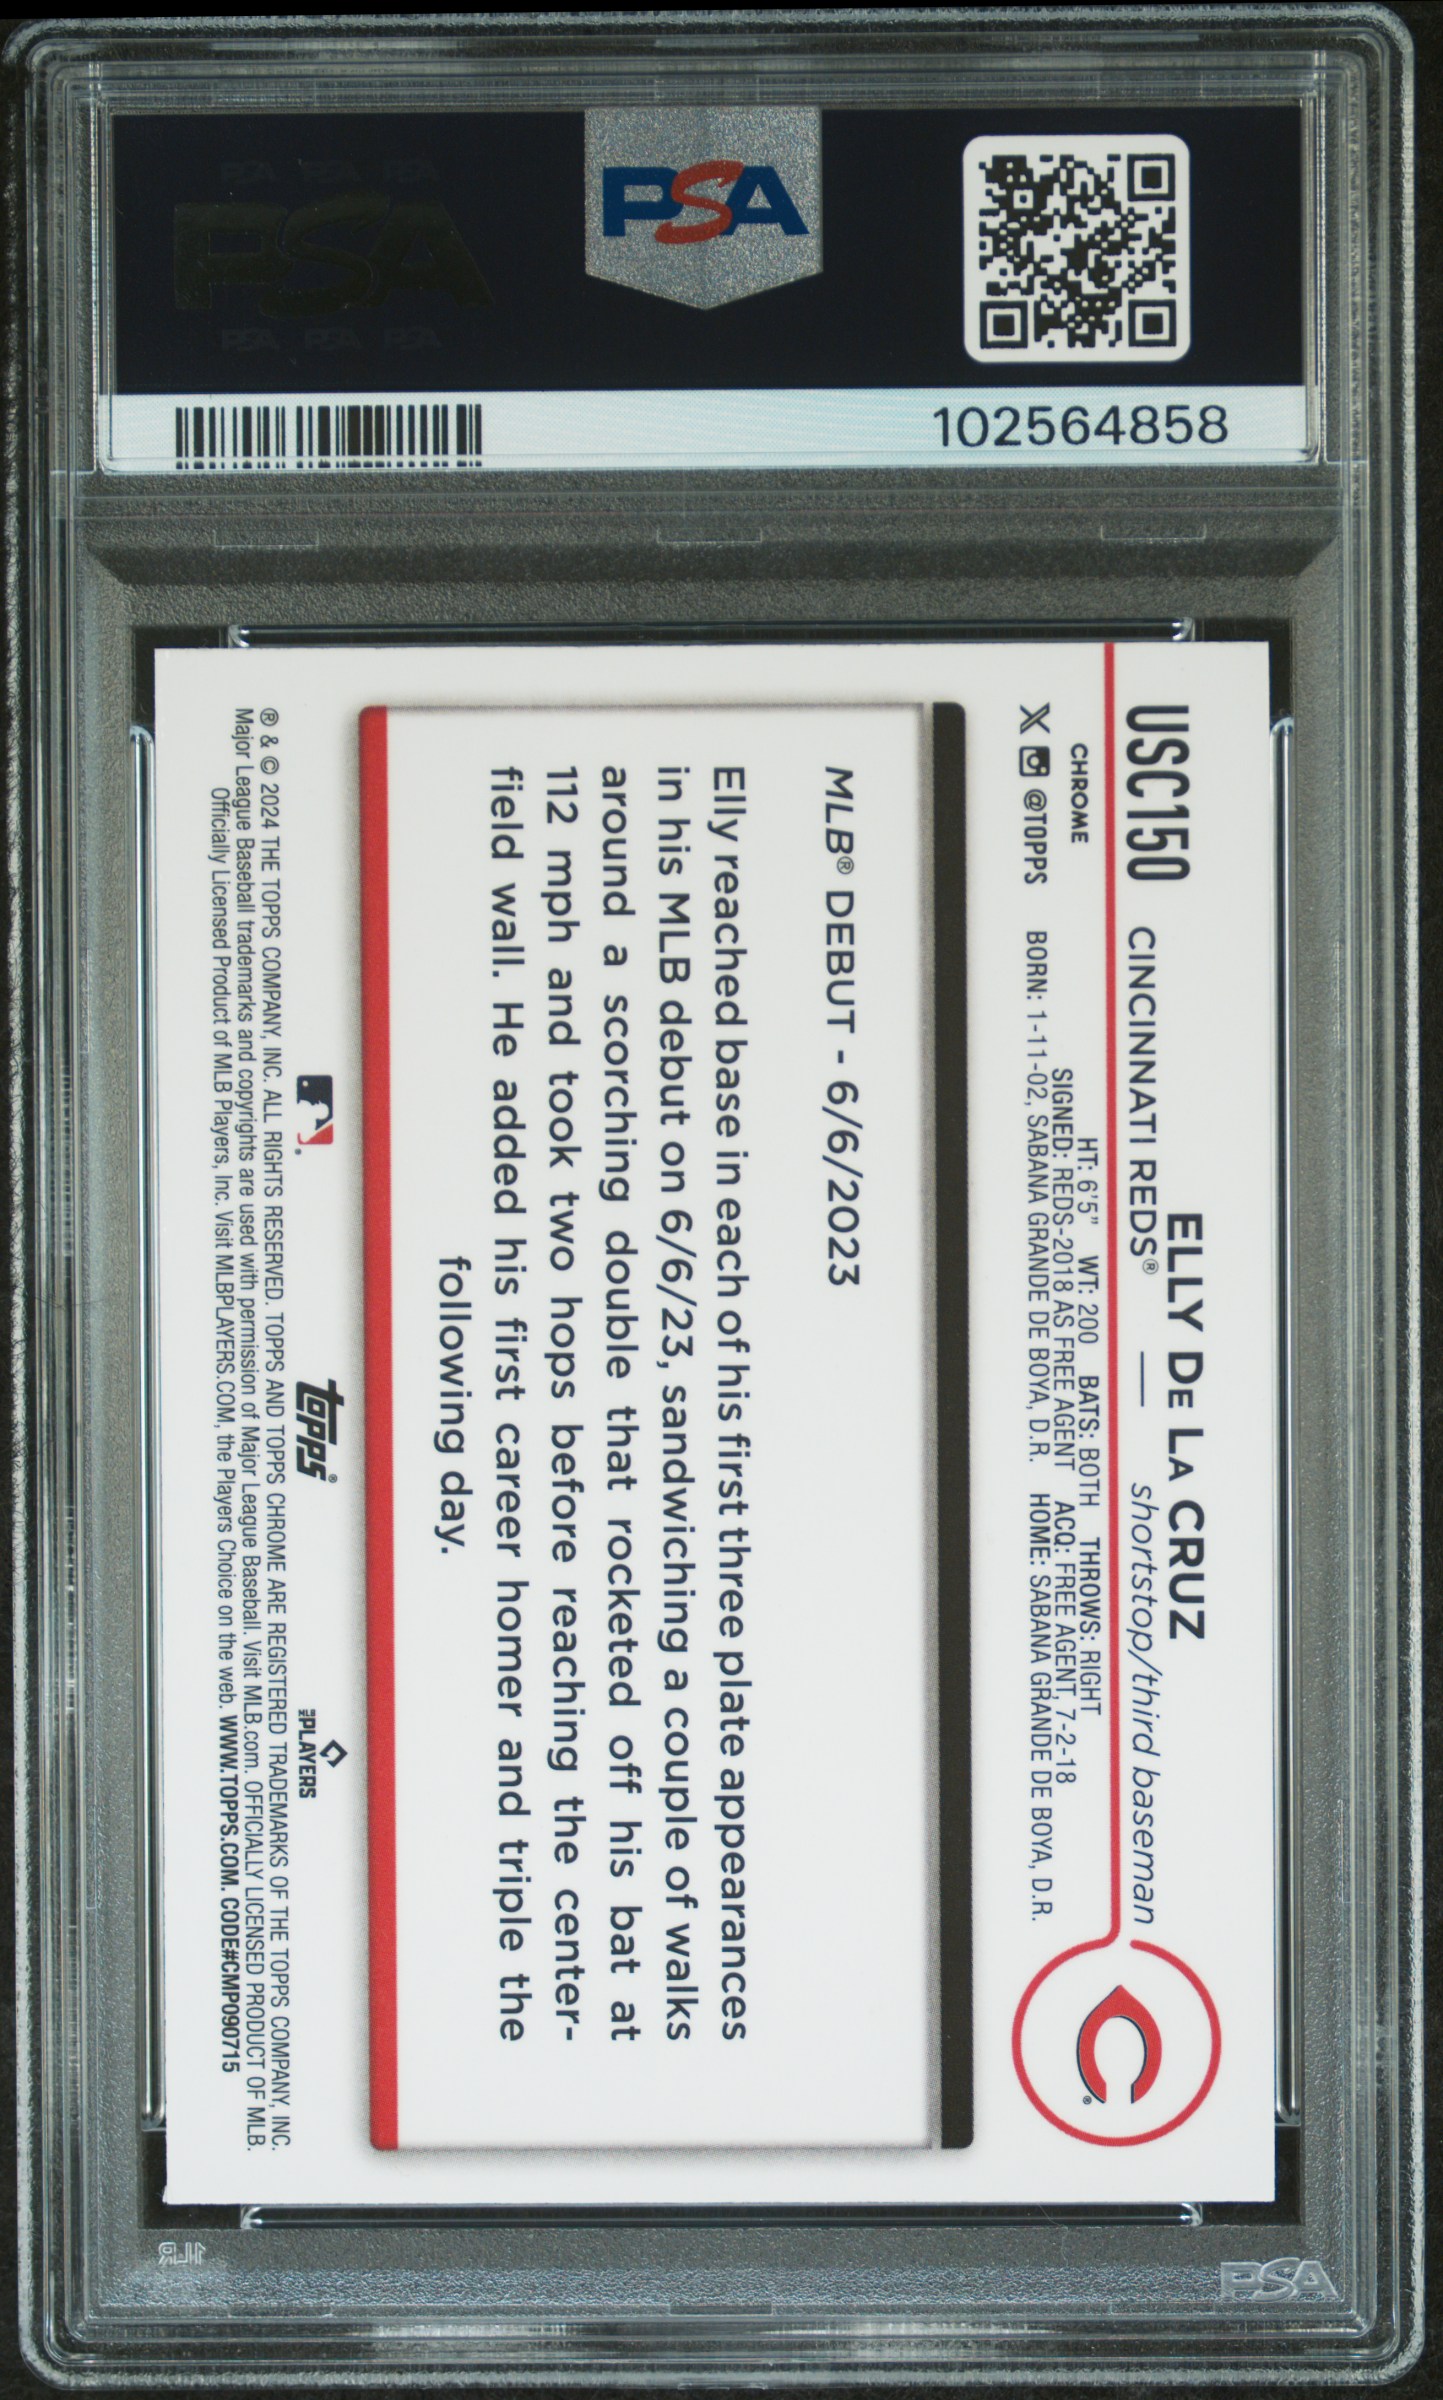 PSA PSA PSA
PSA
PSA PSA PSA
PSA
102564858
USC150
ELLY De LA CRUZ
CINCINNATI REDS® — shortstop/third baseman
CHROME
HT: 6'5" WT: 200 BATS: BOTH THROWS: RIGHT
SIGNED: REDS-2018 AS FREE AGENT ACQ: FREE AGENT, 7-2-18
X @TOPPS BORN: 1-11-02, SABANA GRANDE DE BOYA, D.R. HOME: SABANA GRANDE DE BOYA, D.R.
C®
MLB® DEBUT - 6/6/2023
Elly reached base in each of his first three plate appearances
in his MLB debut on 6/6/23, sandwiching a couple of walks
around a scorching double that rocketed off his bat at
112 mph and took two hops before reaching the center-
field wall. He added his first career homer and triple the
following day.
topps®
THE PLAYERS
® & © 2024 THE TOPPS COMPANY, INC. ALL RIGHTS RESERVED. TOPPS AND TOPPS CHROME ARE REGISTERED TRADEMARKS OF THE TOPPS COMPANY, INC.
Major League Baseball trademarks and copyrights are used with permission of Major League Baseball. Visit MLB.com. OFFICIALLY LICENSED PRODUCT OF MLB.
Officially Licensed Product of MLB Players, Inc. Visit MLBPLAYERS.COM, the Players Choice on the web. WWW.TOPPS.COM. CODE#CMP090715
PSA